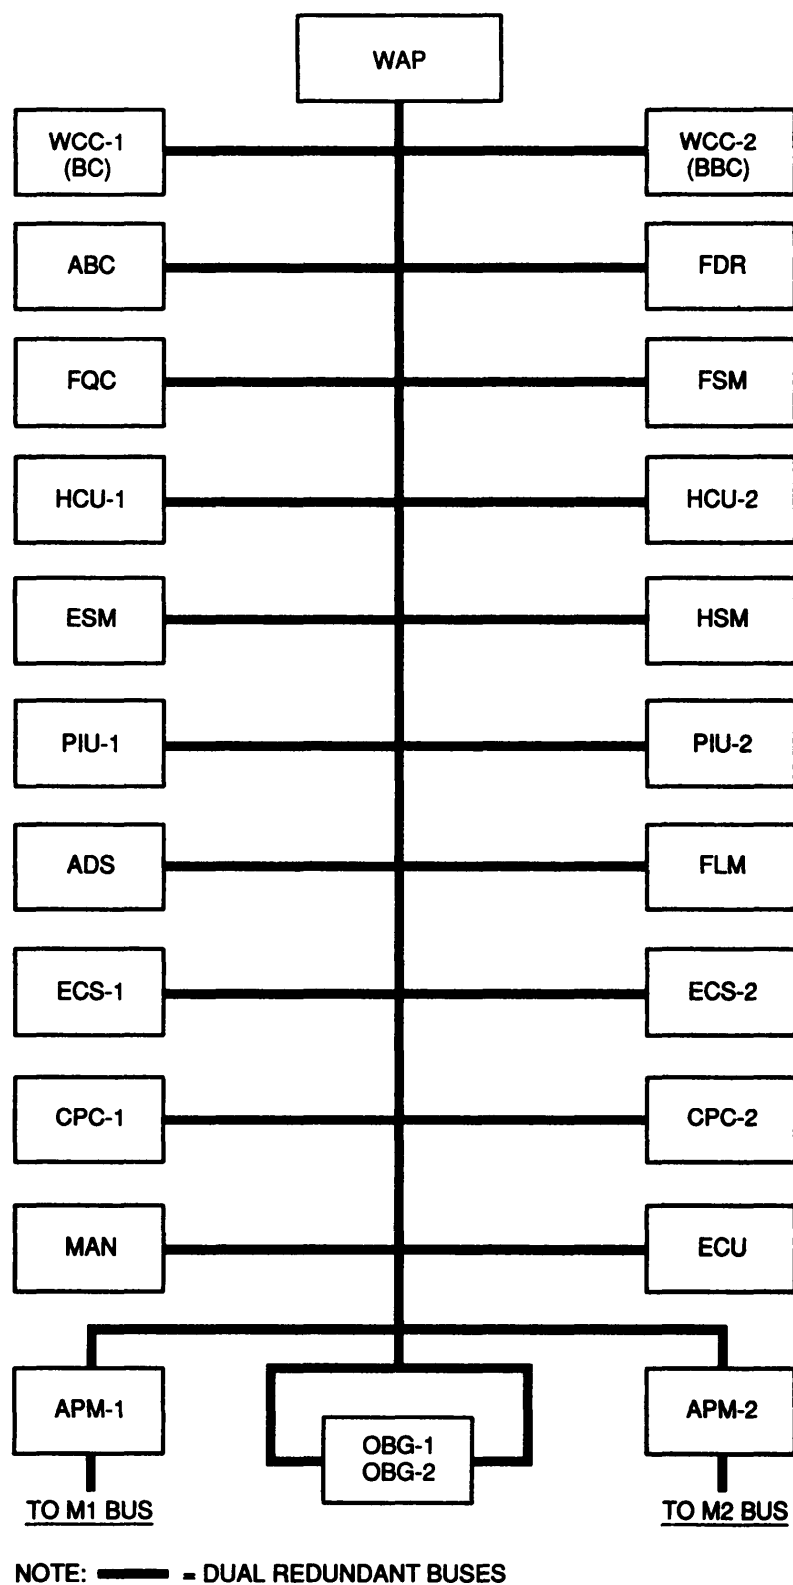 WAP
WCC-1
(BC)
WCC-2
(BBC)
ABC
FDR
FQC
FSM
HCU-1
HCU-2
ESM
HSM
PIU-1
PIU-2
ADS
FLM
ECS-1
ECS-2
CPC-1
CPC-2
MAN
ECU
APM-1
OBG-1
OBG-2
APM-2
TO M1 BUS
TO M2 BUS
NOTE: = DUAL REDUNDANT BUSES